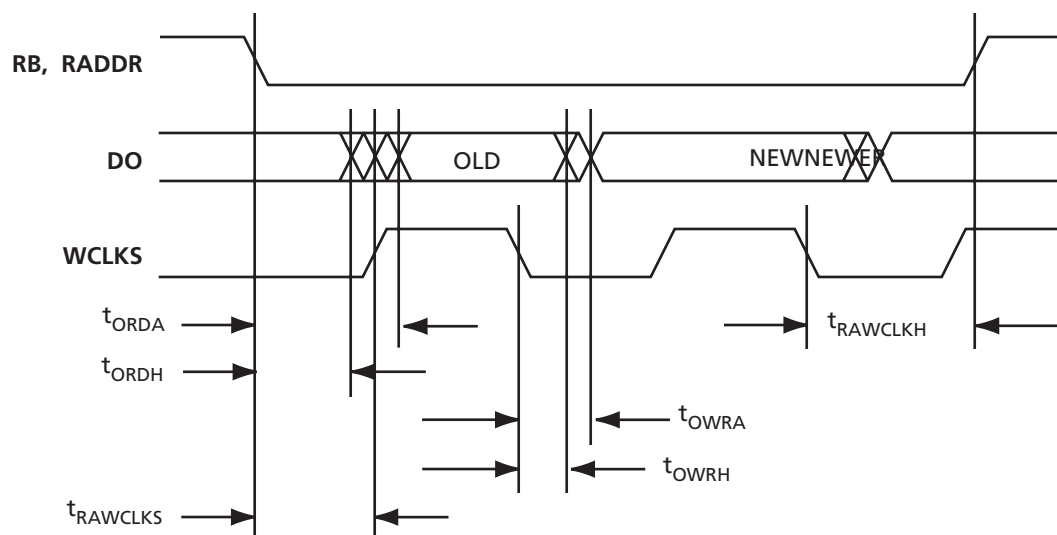 RB, RADDR
DO
OLD
NEWNEWER
WCLKS
tORDA
tRAWCLKH
tORDH
tOWRA
tOWRH
tRAWCLKS